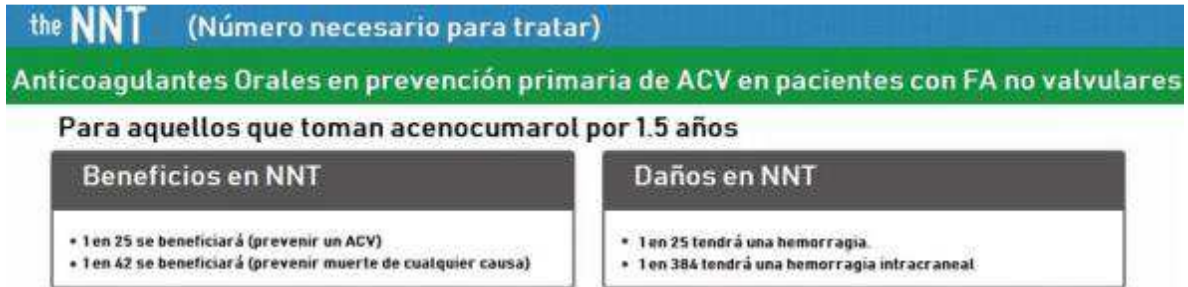 the NNT (Número necesario para tratar)
Anticoagulantes Orales en prevención primaria de ACV en pacientes con FA no valvulares
Para aquellos que toman acenocumarol por 1.5 años
Beneficios en NNT
• 1 en 25 se beneficiará (prevenir un ACV)
• 1 en 42 se beneficiará (prevenir muerte de cualquier causa)
Daños en NNT
• 1 en 25 tendrá una hemorragia.
• 1 en 384 tendrá una hemorragia intracraneal